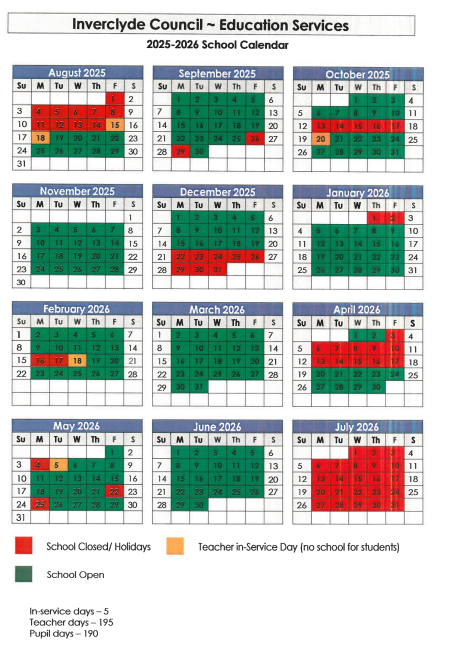 Inverclyde Council ~ Education Services
2025-2026 School Calendar
August 2025
Su M Tu W Th F S
1 2
3 4 5 6 7 8 9
10 11 12 13 14 15 16
17 18 19 20 21 22 23
24 25 26 27 28 29 30
31
September 2025
Su M Tu W Th F S
1 2 3 4 5 6
7 8 9 10 11 12 13
14 15 16 17 18 19 20
21 22 23 24 25 26 27
28 29 30
October 2025
Su M Tu W Th F S
1 2 3 4
5 6 7 8 9 10 11
12 13 14 15 16 17 18
19 20 21 22 23 24 25
26 27 28 29 30 31
November 2025
Su M Tu W Th F S
1
2 3 4 5 6 7 8
9 10 11 12 13 14 15
16 17 18 19 20 21 22
23 24 25 26 27 28 29
30
December 2025
Su M Tu W Th F S
1 2 3 4 5 6
7 8 9 10 11 12 13
14 15 16 17 18 19 20
21 22 23 24 25 26 27
28 29 30 31
January 2026
Su M Tu W Th F S
1 2 3
4 5 6 7 8 9 10
11 12 13 14 15 16 17
18 19 20 21 22 23 24
25 26 27 28 29 30 31
February 2026
Su M Tu W Th F S
1 2 3 4 5 6 7
8 9 10 11 12 13 14
15 16 17 18 19 20 21
22 23 24 25 26 27 28
March 2026
Su M Tu W Th F S
1 2 3 4 5 6 7
8 9 10 11 12 13 14
15 16 17 18 19 20 21
22 23 24 25 26 27 28
29 30 31
April 2026
Su M Tu W Th F S
1 2 3 4
5 6 7 8 9 10 11
12 13 14 15 16 17 18
19 20 21 22 23 24 25
26 27 28 29 30
May 2026
Su M Tu W Th F S
1 2
3 4 5 6 7 8 9
10 11 12 13 14 15 16
17 18 19 20 21 22 23
24 25 26 27 28 29 30
31
June 2026
Su M Tu W Th F S
1 2 3 4 5 6
7 8 9 10 11 12 13
14 15 16 17 18 19 20
21 22 23 24 25 26 27
28 29 30
July 2026
Su M Tu W Th F S
1 2 3 4
5 6 7 8 9 10 11
12 13 14 15 16 17 18
19 20 21 22 23 24 25
26 27 28 29 30 31
School Closed/ Holidays
Teacher in-Service Day (no school for students)
School Open
In-service days – 5
Teacher days – 195
Pupil days – 190